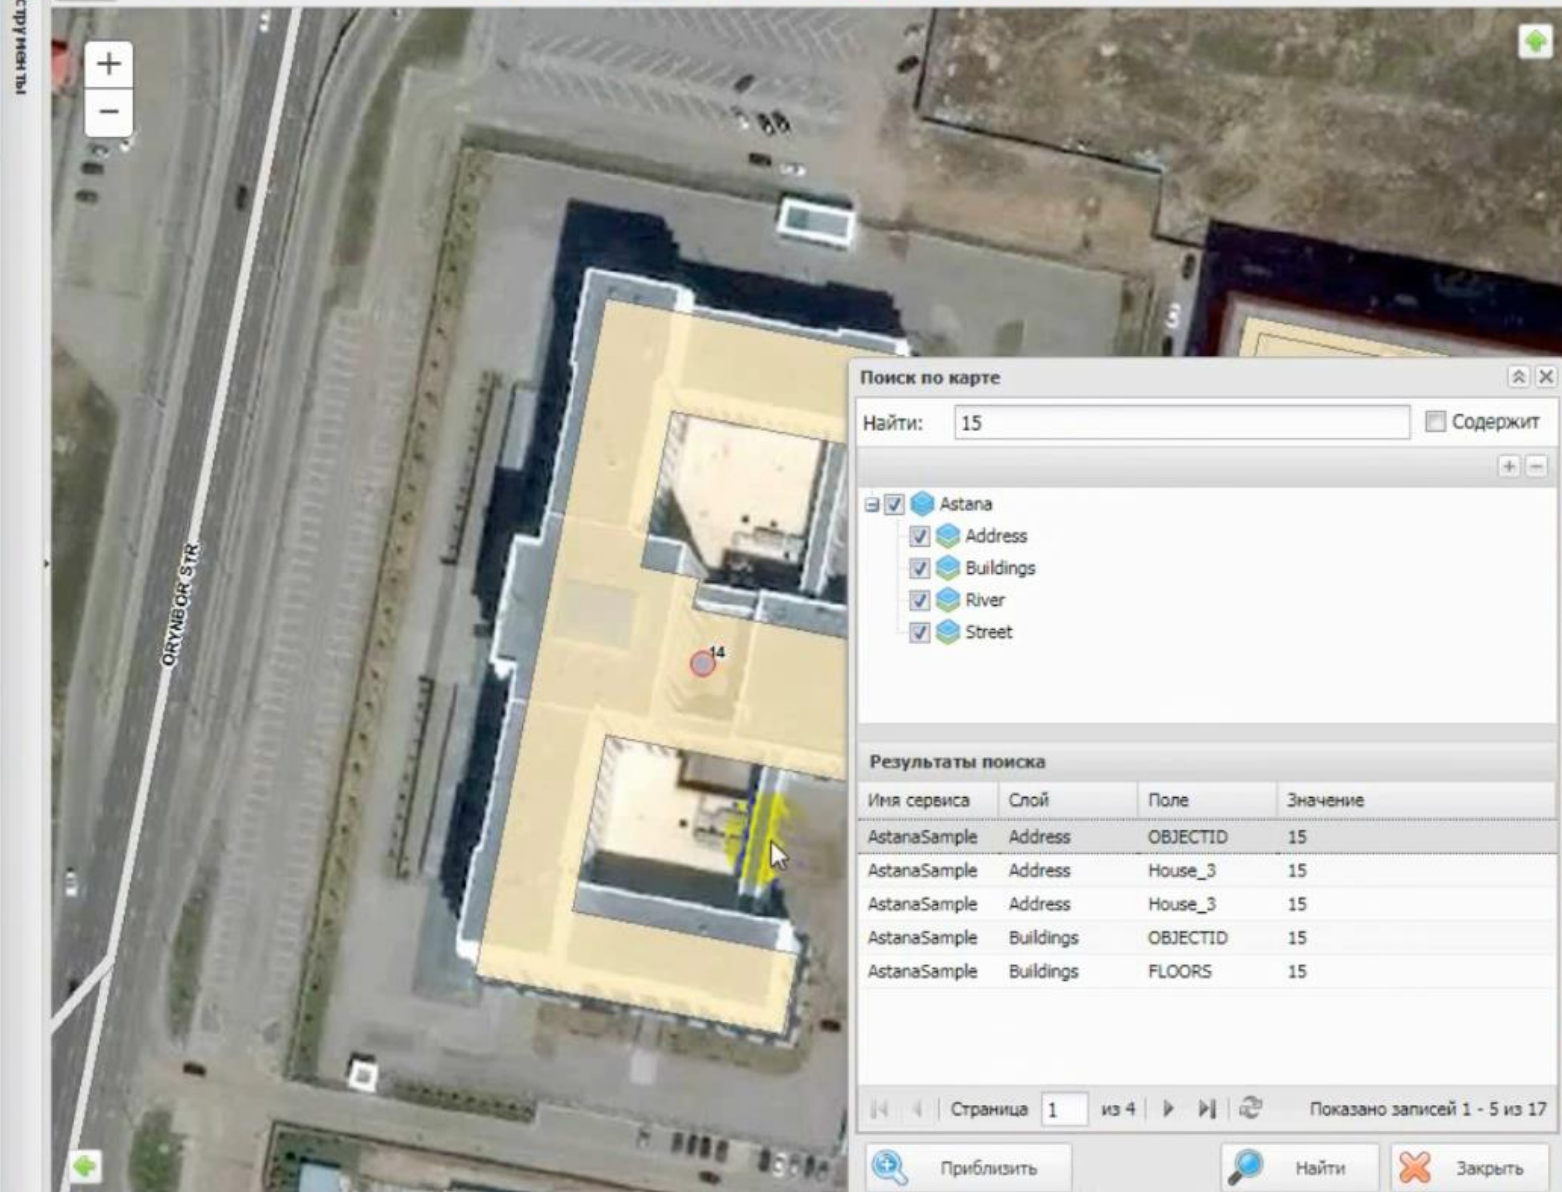 струменты
+
−
ORYNBOR STR.
14
Поиск по карте
Найти: 15 Содержит
Astana
Address
Buildings
River
Street
Результаты поиска
Имя сервиса Слой Поле Значение
AstanaSample Address OBJECTID 15
AstanaSample Address House_3 15
AstanaSample Address House_3 15
AstanaSample Buildings OBJECTID 15
AstanaSample Buildings FLOORS 15
Страница 1 из 4 Показано записей 1 - 5 из 17
Приблизить Найти Закрыть